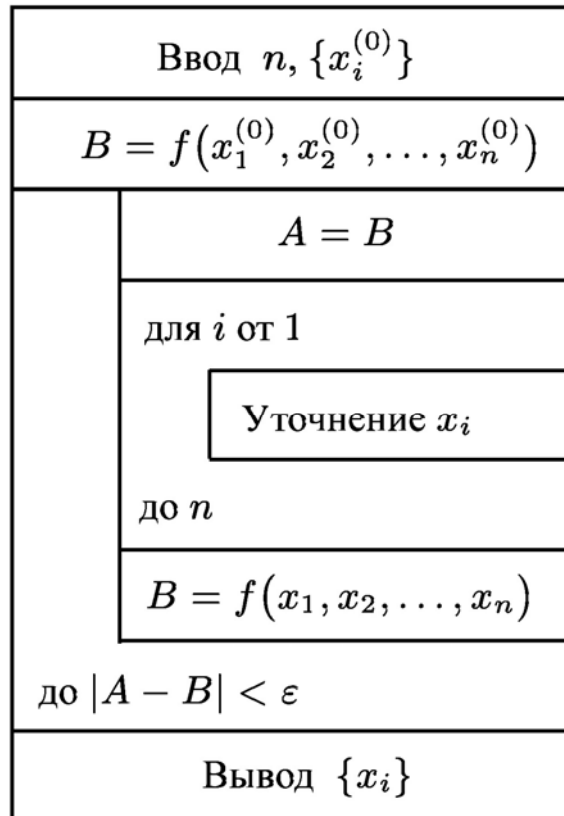 Ввод n, {x_i^{(0)}}
B = f(x_1^{(0)}, x_2^{(0)}, . . . , x_n^{(0)})
A = B
для i от 1
Уточнение x_i
до n
B = f(x_1, x_2, . . . , x_n)
до |A − B| < ε
Вывод {x_i}